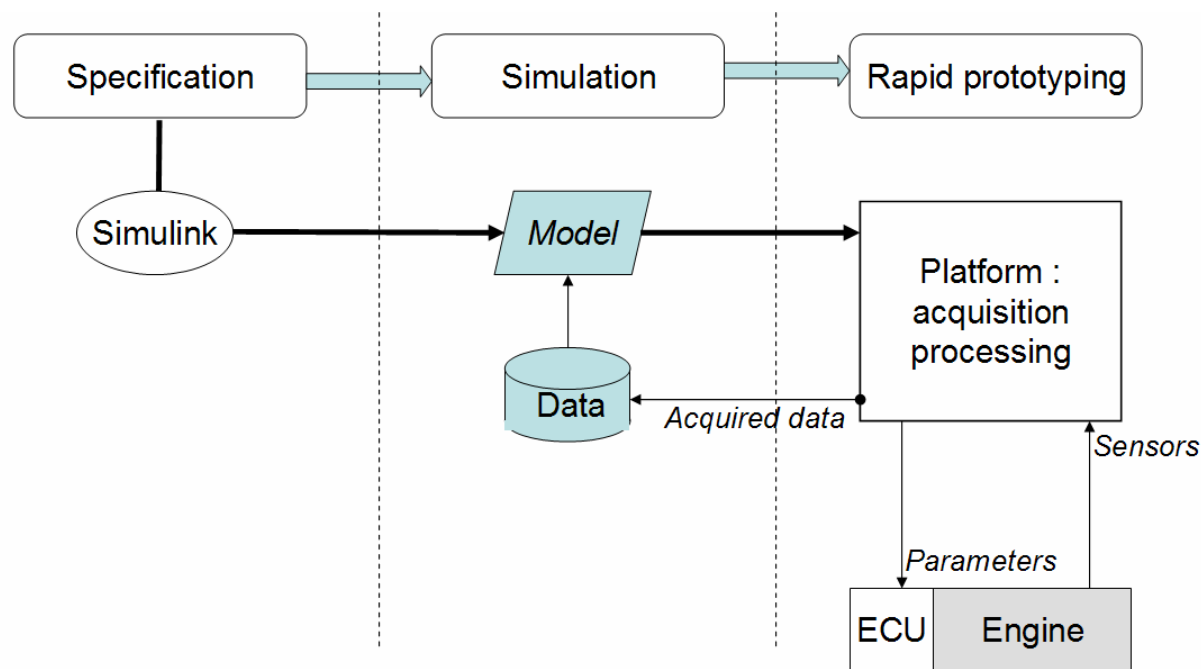 Specification
Simulation
Rapid prototyping
Simulink
Model
Platform :
acquisition
processing
Data
Acquired data
Sensors
Parameters
ECU
Engine